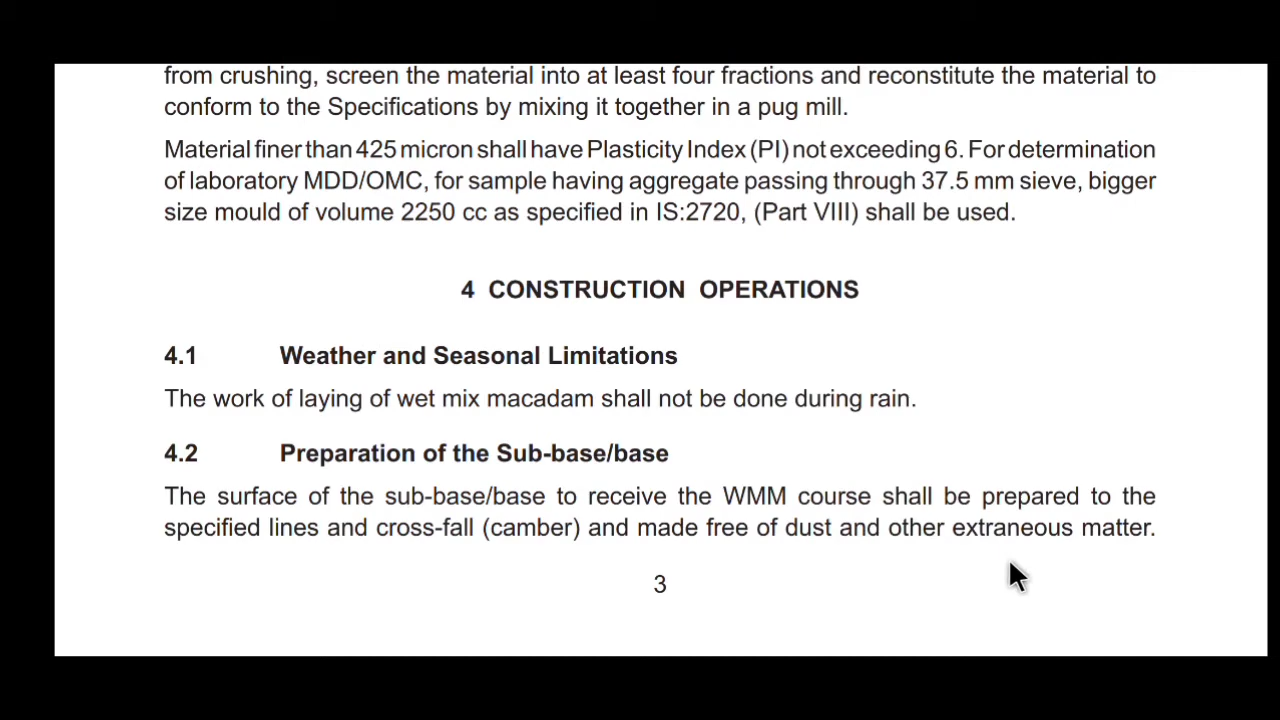 from crushing, screen the material into at least four fractions and reconstitute the material to
conform to the Specifications by mixing it together in a pug mill.
Material finer than 425 micron shall have Plasticity Index (PI) not exceeding 6. For determination
of laboratory MDD/OMC, for sample having aggregate passing through 37.5 mm sieve, bigger
size mould of volume 2250 cc as specified in IS:2720, (Part VIII) shall be used.
4 CONSTRUCTION OPERATIONS
4.1 Weather and Seasonal Limitations
The work of laying of wet mix macadam shall not be done during rain.
4.2 Preparation of the Sub-base/base
The surface of the sub-base/base to receive the WMM course shall be prepared to the
specified lines and cross-fall (camber) and made free of dust and other extraneous matter.
3